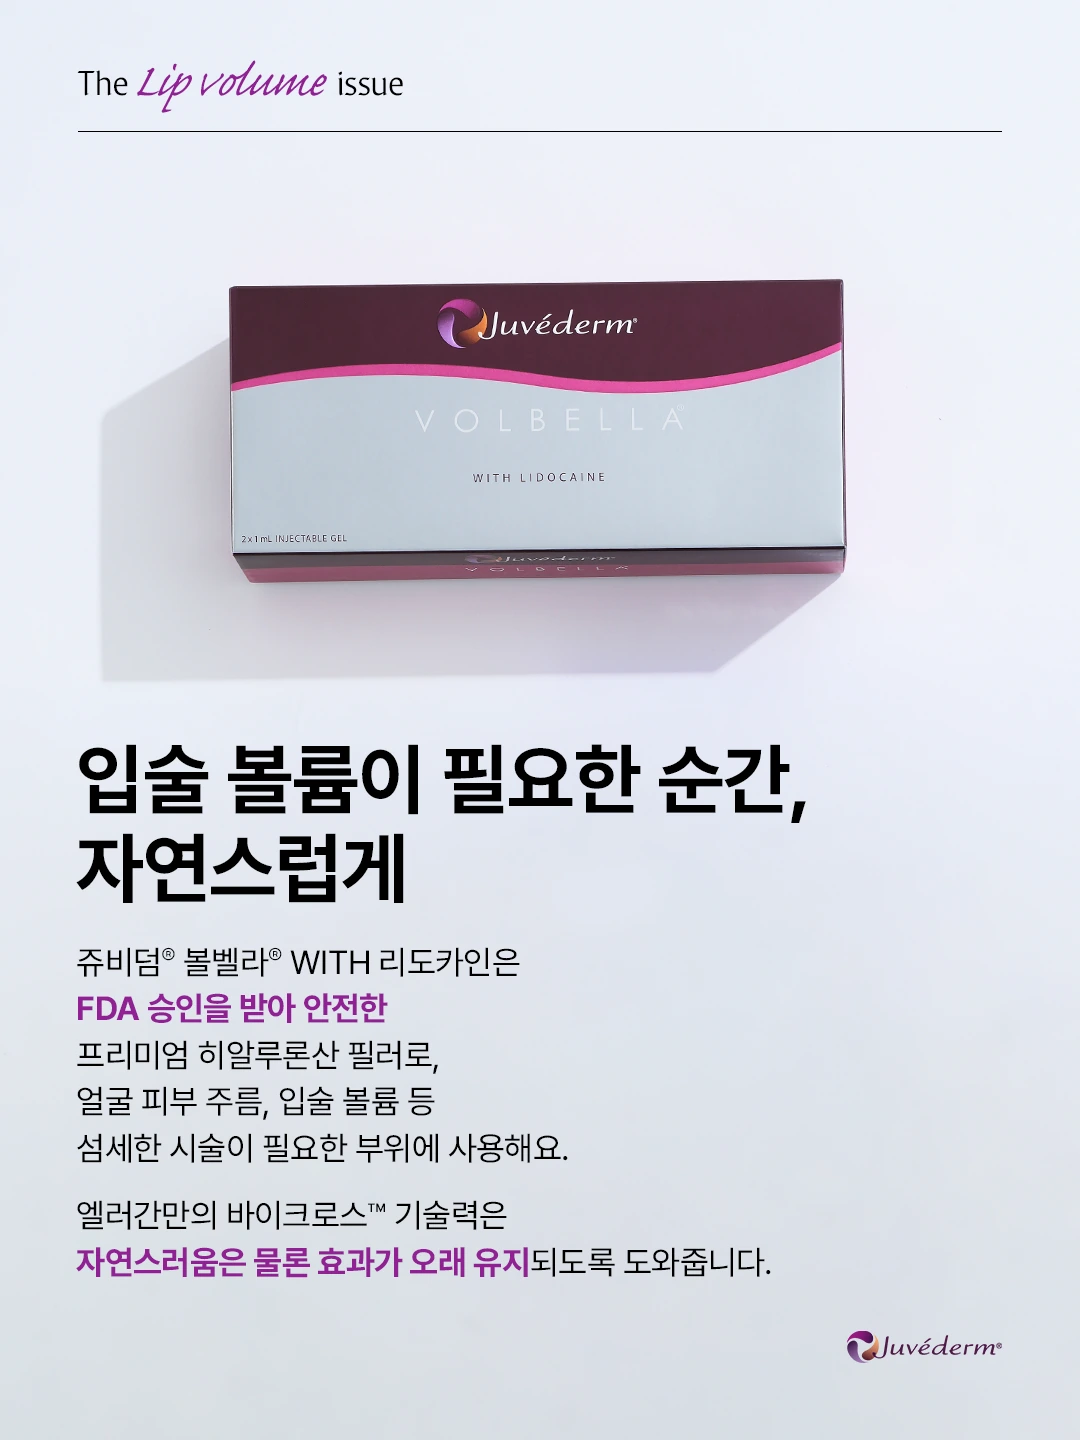 The Lip volume issue
Juvéderm®
VOLBELLA®
WITH LIDOCAINE
2 x 1 mL INJECTABLE GEL
Juvéderm
VOLBELLA
입술 볼륨이 필요한 순간,
자연스럽게
쥬비덤® 볼벨라® WITH 리도카인은
FDA 승인을 받아 안전한
프리미엄 히알루론산 필러로,
얼굴 피부 주름, 입술 볼륨 등
섬세한 시술이 필요한 부위에 사용해요.
엘러간만의 바이크로스™ 기술력은
자연스러움은 물론 효과가 오래 유지되도록 도와줍니다.
Juvéderm®